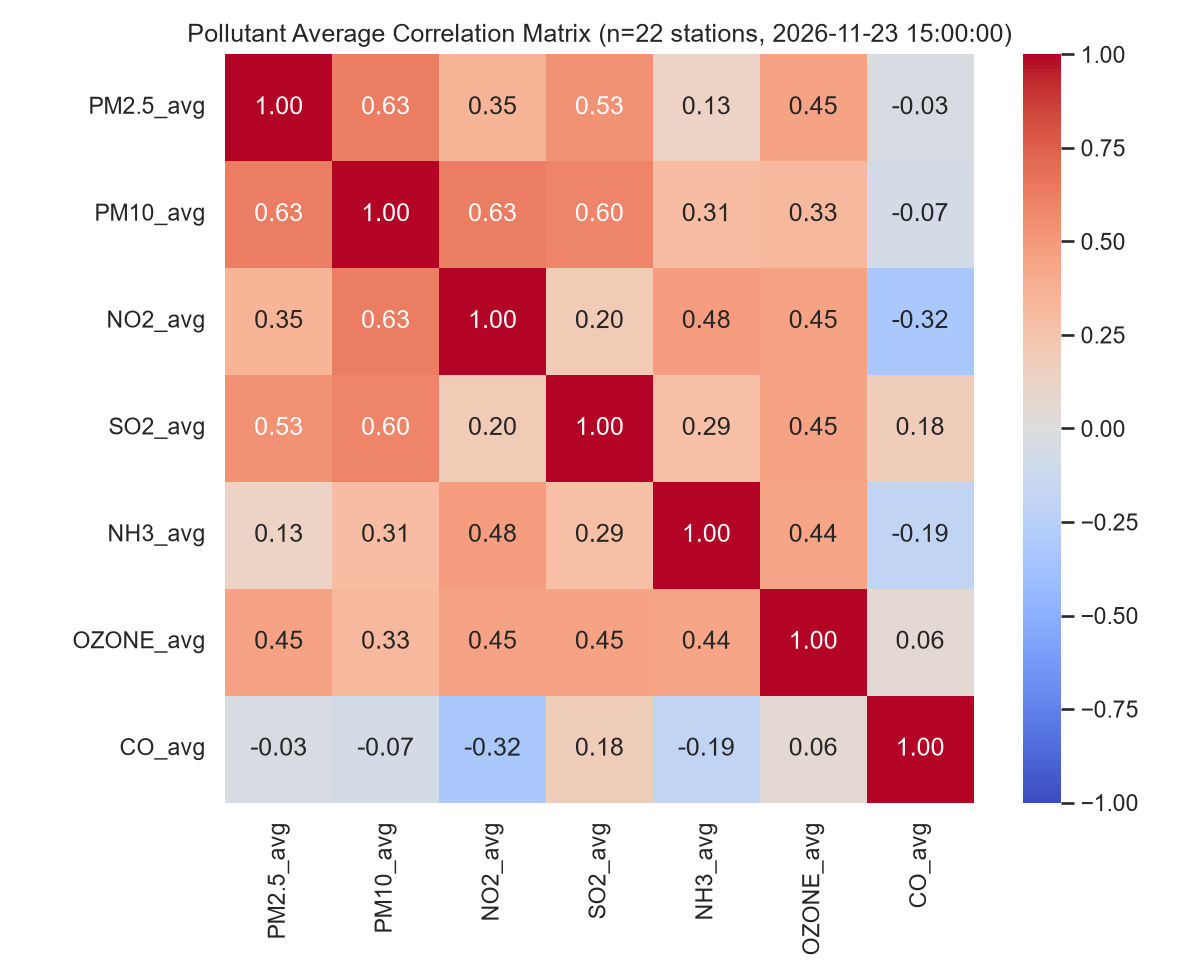 Pollutant Average Correlation Matrix (n=22 stations, 2026-11-23 15:00:00)
PM2.5_avg 1.00 0.63 0.35 0.53 0.13 0.45 -0.03
PM10_avg 0.63 1.00 0.63 0.60 0.31 0.33 -0.07
NO2_avg 0.35 0.63 1.00 0.20 0.48 0.45 -0.32
SO2_avg 0.53 0.60 0.20 1.00 0.29 0.45 0.18
NH3_avg 0.13 0.31 0.48 0.29 1.00 0.44 -0.19
OZONE_avg 0.45 0.33 0.45 0.45 0.44 1.00 0.06
CO_avg -0.03 -0.07 -0.32 0.18 -0.19 0.06 1.00
PM2.5_avg PM10_avg NO2_avg SO2_avg NH3_avg OZONE_avg CO_avg
1.00
0.75
0.50
0.25
0.00
−0.25
−0.50
−0.75
−1.00